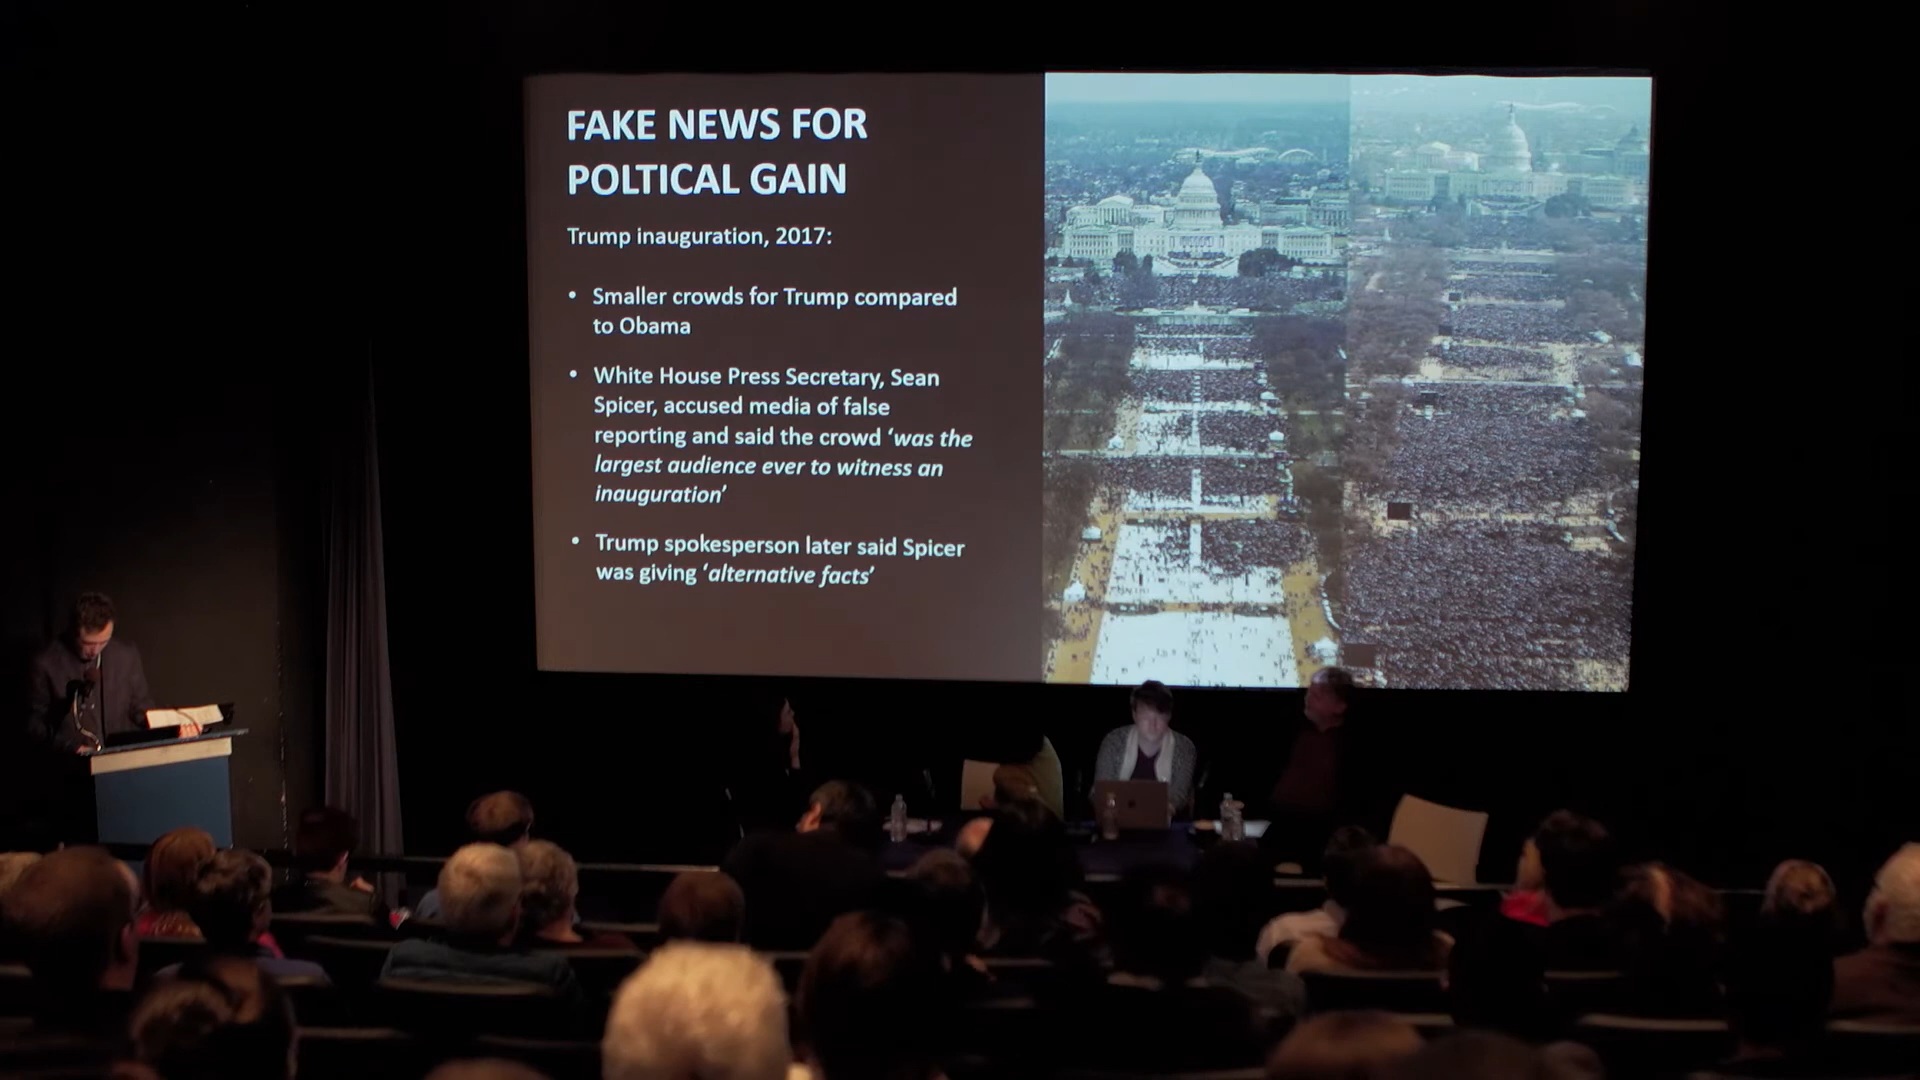 FAKE NEWS FOR
POLTICAL GAIN
Trump inauguration, 2017:
• Smaller crowds for Trump compared
to Obama
• White House Press Secretary, Sean
Spicer, accused media of false
reporting and said the crowd ‘was the
largest audience ever to witness an
inauguration’
• Trump spokesperson later said Spicer
was giving ‘alternative facts’